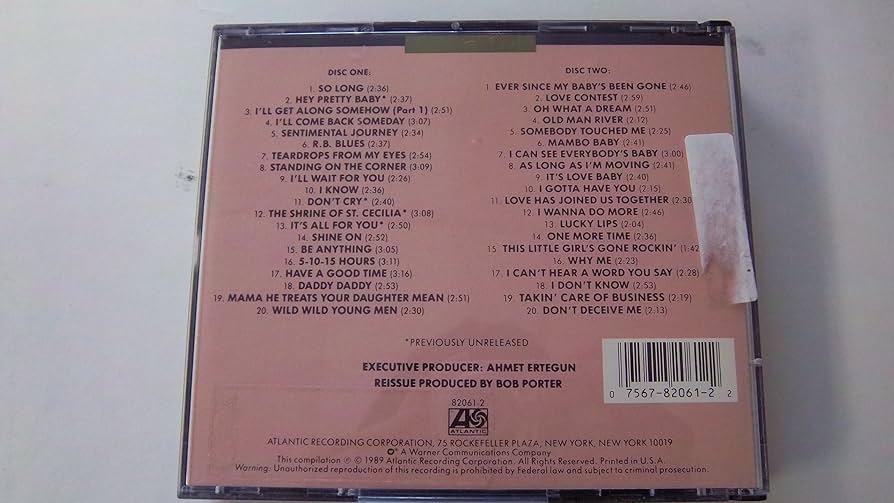 DISC ONE:
1. SO LONG (2:36)
2. HEY PRETTY BABY* (2:37)
3. I'LL GET ALONG SOMEHOW (Part 1) (2:51)
4. I'LL COME BACK SOMEDAY (3:07)
5. SENTIMENTAL JOURNEY (2:34)
6. R.B. BLUES (2:37)
7. TEARDROPS FROM MY EYES (2:54)
8. STANDING ON THE CORNER (3:09)
9. I'LL WAIT FOR YOU (2:26)
10. I KNOW (2:36)
11. DON'T CRY* (2:40)
12. THE SHRINE OF ST. CECILIA* (3:08)
13. IT'S ALL FOR YOU* (2:50)
14. SHINE ON (2:52)
15. BE ANYTHING (3:05)
16. 5-10-15 HOURS (3:11)
17. HAVE A GOOD TIME (3:16)
18. DADDY DADDY (2:53)
19. MAMA HE TREATS YOUR DAUGHTER MEAN (2:51)
20. WILD WILD YOUNG MEN (2:30)
DISC TWO:
1. EVER SINCE MY BABY'S BEEN GONE (2:46)
2. LOVE CONTEST (2:59)
3. OH WHAT A DREAM (2:51)
4. OLD MAN RIVER (2:12)
5. SOMEBODY TOUCHED ME (2:25)
6. MAMBO BABY (2:41)
7. I CAN SEE EVERYBODY'S BABY (3:00)
8. AS LONG AS I'M MOVING (2:41)
9. IT'S LOVE BABY (2:40)
10. I GOTTA HAVE YOU (2:15)
11. LOVE HAS JOINED US TOGETHER (2:30
12. I WANNA DO MORE (2:46)
13. LUCKY LIPS (2:04)
14. ONE MORE TIME (2:36)
15. THIS LITTLE GIRL'S GONE ROCKIN' (1:42
16. WHY ME (2:23)
17. I CAN'T HEAR A WORD YOU SAY (2:28)
18. I DON'T KNOW (2:53)
19. TAKIN' CARE OF BUSINESS (2:19)
20. DON'T DECEIVE ME (2:13)
*PREVIOUSLY UNRELEASED
EXECUTIVE PRODUCER: AHMET ERTEGUN
REISSUE PRODUCED BY BOB PORTER
82061-2
ATLANTIC
0 7567-82061-2 2
ATLANTIC RECORDING CORPORATION, 75 ROCKEFELLER PLAZA, NEW YORK, NEW YORK 10019
A Warner Communications Company
This compilation ℗ © 1989 Atlantic Recording Corporation. Printed in U.S.A.
Warning: Unauthorized reproduction of this recording is prohibited by Federal law and subject to criminal prosecution.